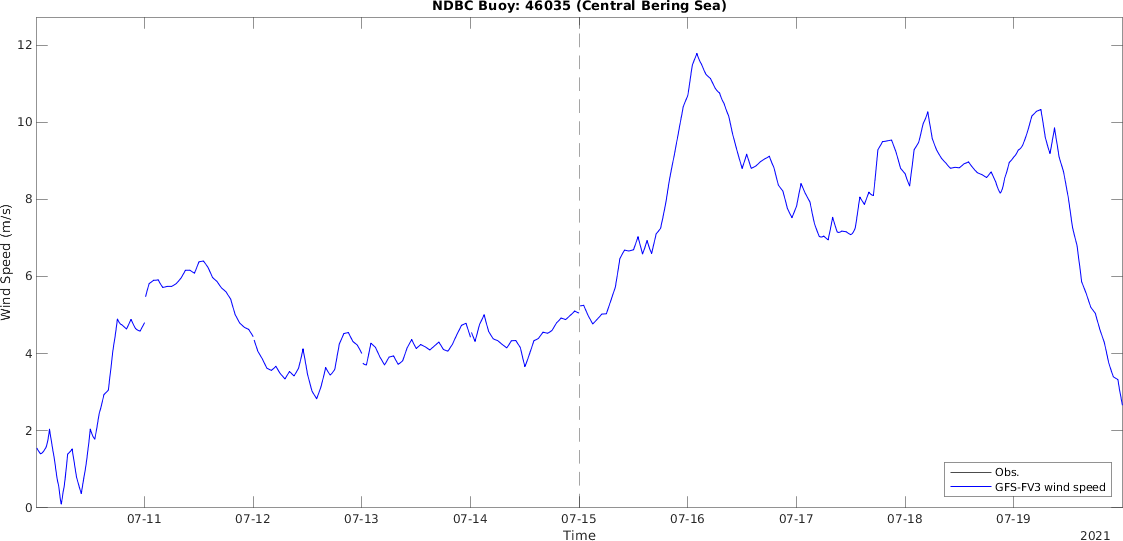 NDBC Buoy: 46035 (Central Bering Sea)
12
10
8
6
4
2
0
Wind Speed (m/s)
07-11 07-12 07-13 07-14 07-15 07-16 07-17 07-18 07-19
Time
2021
Obs.
GFS-FV3 wind speed